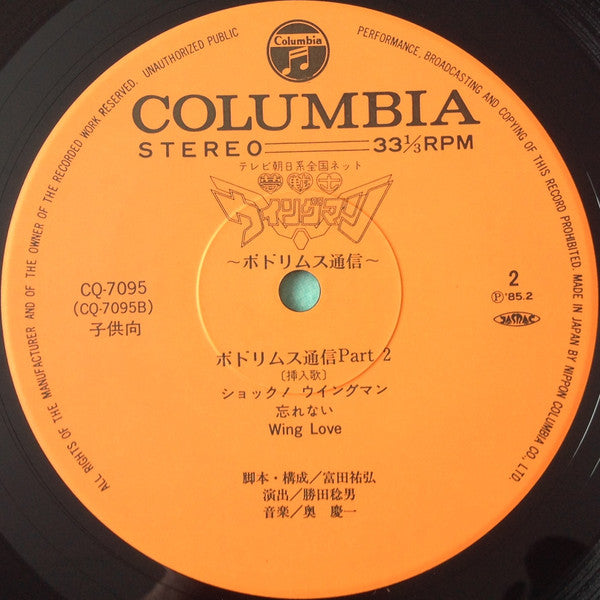 ALL RIGHTS OF THE MANUFACTURER AND OF THE OWNER OF THE RECORDED WORK RESERVED. UNAUTHORIZED PUBLIC PERFORMANCE, BROADCASTING AND COPYING OF THIS RECORD PROHIBITED MADE IN JAPAN BY NIPPON COLUMBIA CO., LTD.
Columbia
COLUMBIA
STEREO 33⅓RPM
テレビ朝日系全国ネット
夢戦士
ウイングマン
〜ポドリムス通信〜
CQ-7095
(CQ-7095B)
子供向
2
Ⓟ'85.2
JASRAC
ポドリムス通信Part 2
〔挿入歌〕
ショック! ウイングマン
忘れない
Wing Love
脚本・構成／富田祐弘
演出／勝田稔男
音楽／奥 慶一